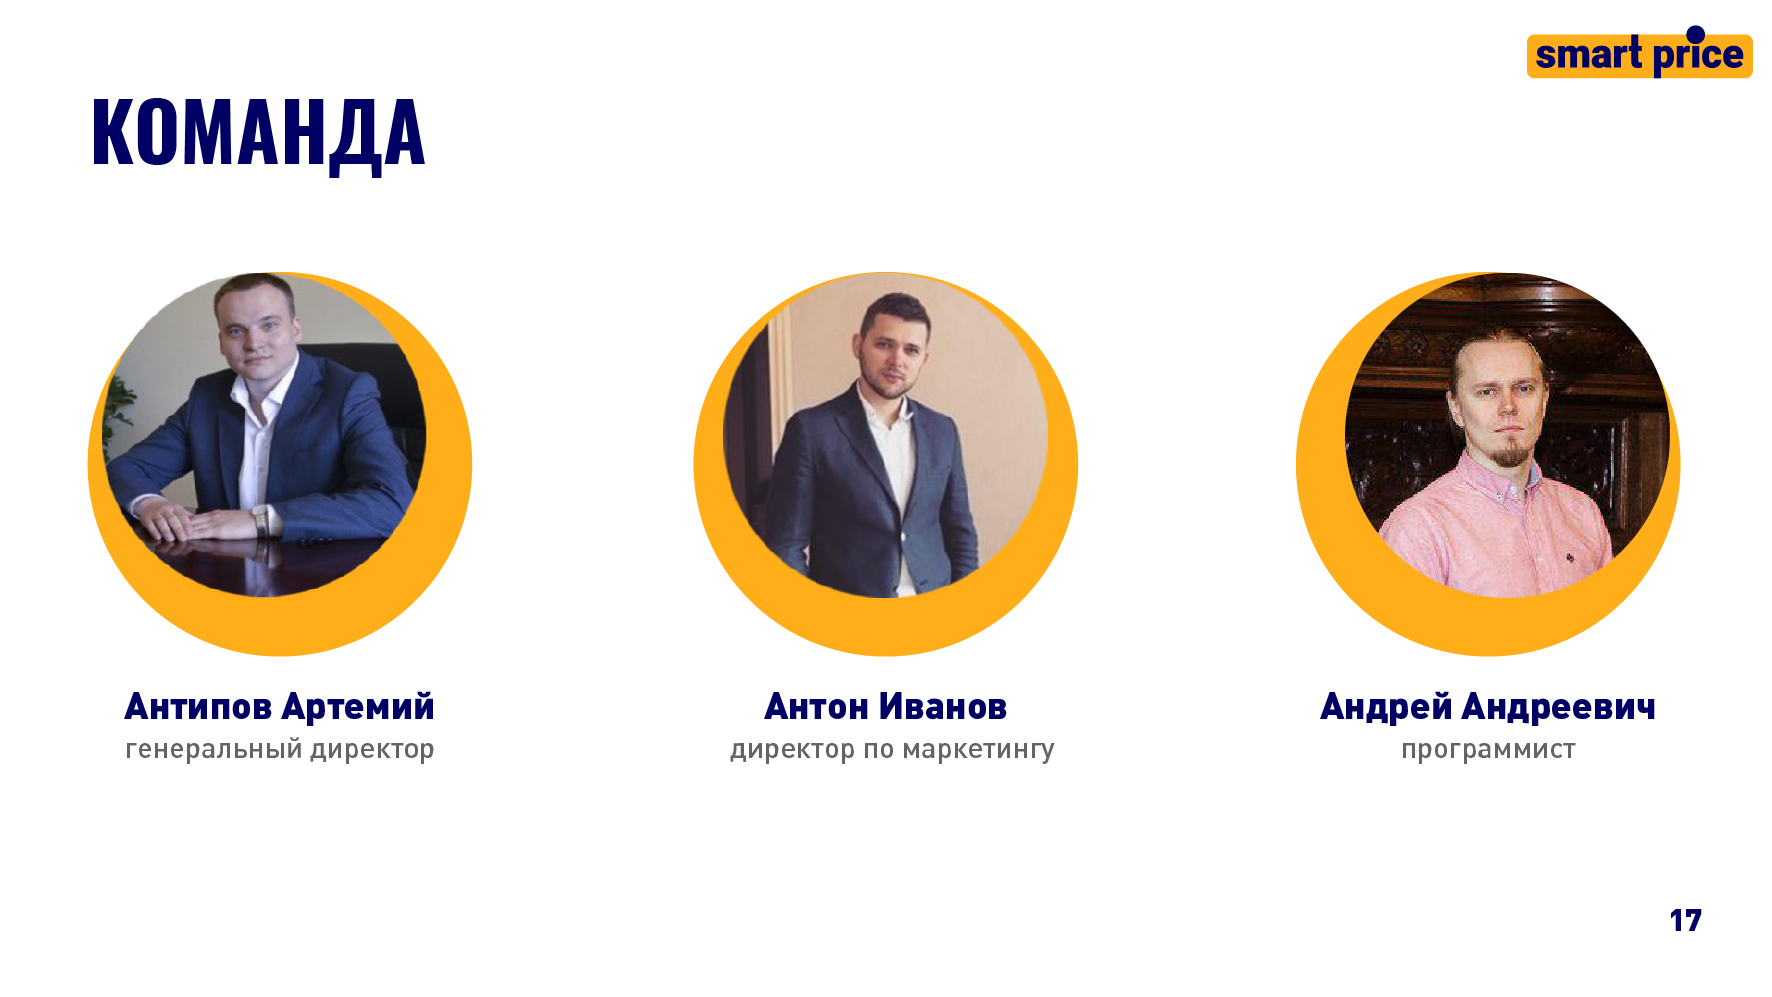 smart price
КОМАНДА
Антипов Артемий
генеральный директор
Антон Иванов
директор по маркетингу
Андрей Андреевич
программист
17